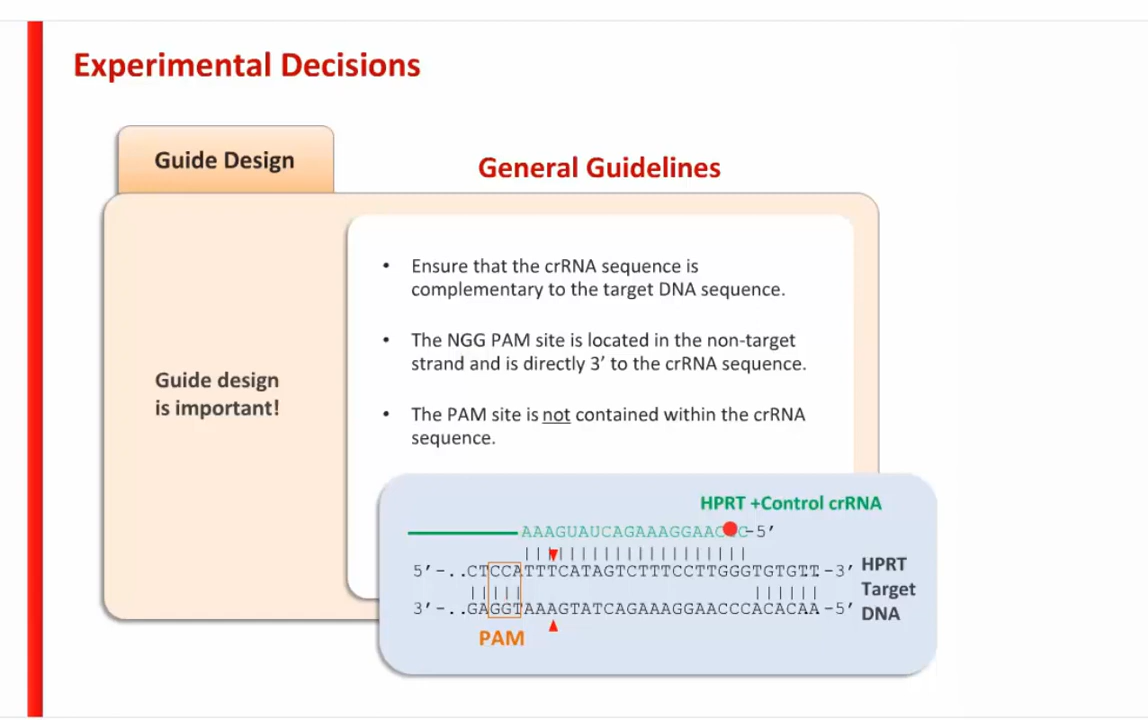 Experimental Decisions
Guide Design
General Guidelines
• Ensure that the crRNA sequence is
complementary to the target DNA sequence.
• The NGG PAM site is located in the non-target
strand and is directly 3’ to the crRNA sequence.
Guide design
is important!
• The PAM site is not contained within the crRNA
sequence.
HPRT +Control crRNA
-5’
5’-..CTCCATTTCATAGTCTTTCCTTGGGTGTGTT.-3’
3’-..GAGGTAAAGTATCAGAAAGGAACCCACACAA-5’
HPRT
Target
DNA
PAM